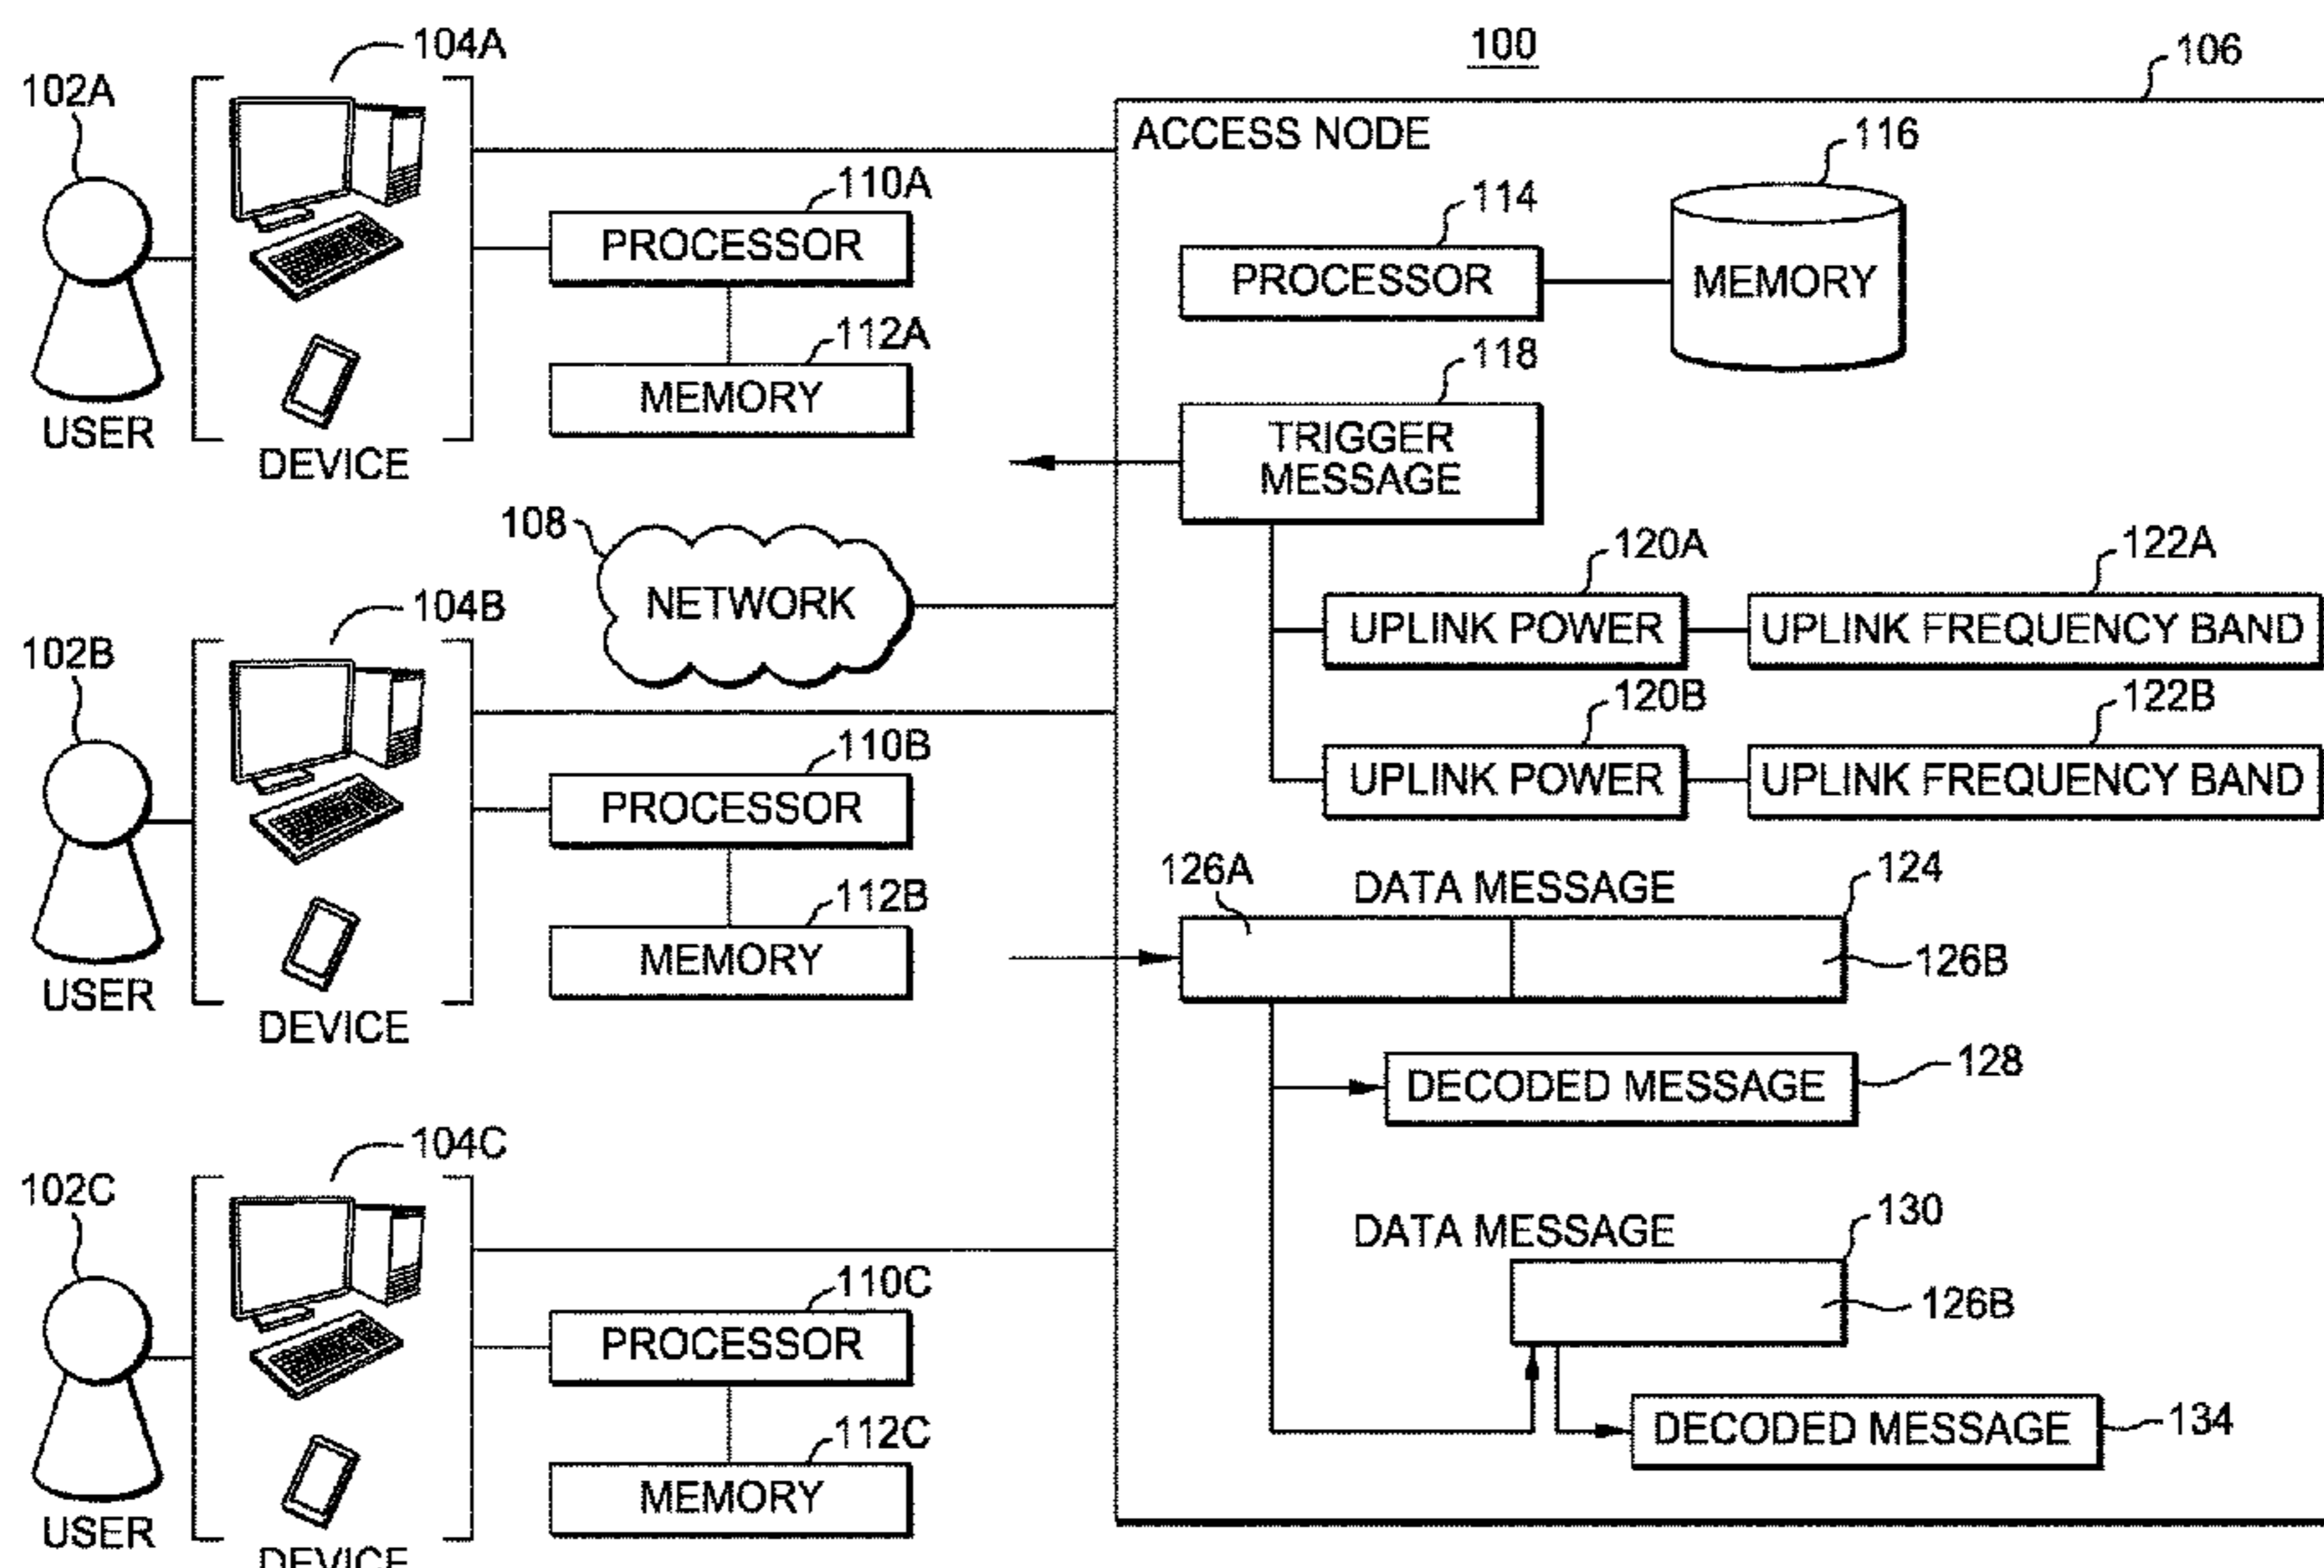 100
104A
102A
USER
DEVICE
110A
PROCESSOR
112A
MEMORY
108
NETWORK
104B
102B
USER
DEVICE
110B
PROCESSOR
112B
MEMORY
104C
102C
USER
DEVICE
110C
PROCESSOR
112C
MEMORY
106
ACCESS NODE
114
PROCESSOR
116
MEMORY
118
TRIGGER
MESSAGE
120A
UPLINK POWER
122A
UPLINK FREQUENCY BAND
120B
UPLINK POWER
122B
UPLINK FREQUENCY BAND
126A
DATA MESSAGE
124
126B
DECODED MESSAGE
128
DATA MESSAGE
130
126B
DECODED MESSAGE
134